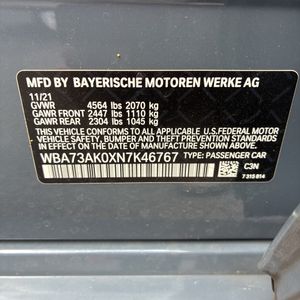 MFD BY BAYERISCHE MOTOREN WERKE AG
11/21
GVWR 4564 lbs 2070 kg
GAWR FRONT 2447 lbs 1110 kg
GAWR REAR 2304 lbs 1045 kg
THIS VEHICLE CONFORMS TO ALL APPLICABLE U.S.FEDERAL MOTOR
VEHICLE SAFETY, BUMPER AND THEFT PREVENTION STANDARDS
IN EFFECT ON THE DATE OF MANUFACTURE SHOWN ABOVE.
WBA73AK0XN7K46767 TYPE: PASSENGER CAR
C3N
7 315 814